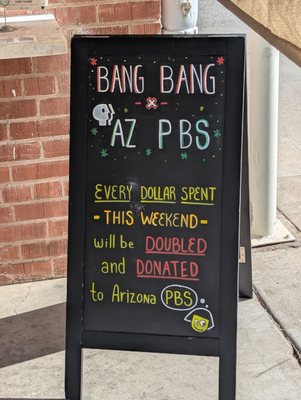 BANG BANG
x
AZ PBS
EVERY DOLLAR SPENT
- THIS WEEKEND -
will be DOUBLED
and DONATED
to Arizona PBS